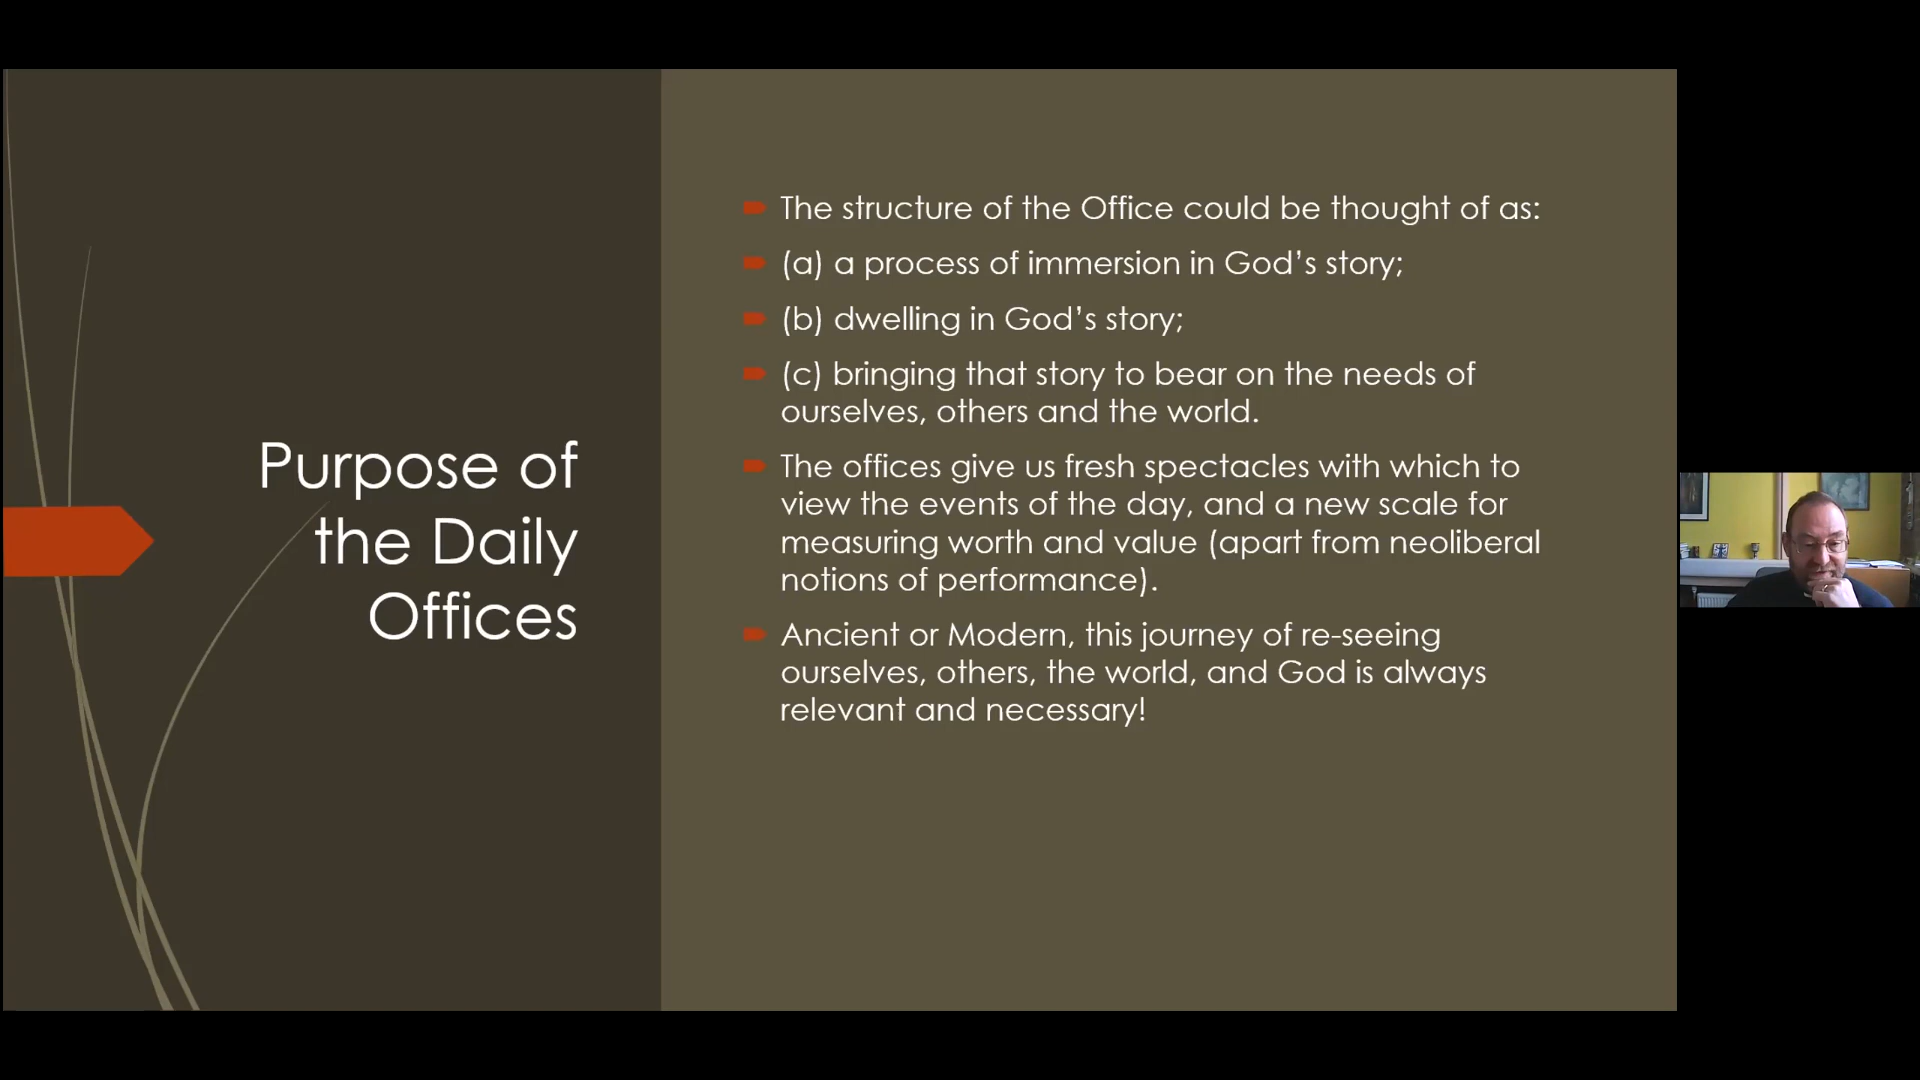 Purpose of
the Daily
Offices
The structure of the Office could be thought of as:
(a) a process of immersion in God’s story;
(b) dwelling in God’s story;
(c) bringing that story to bear on the needs of
ourselves, others and the world.
The offices give us fresh spectacles with which to
view the events of the day, and a new scale for
measuring worth and value (apart from neoliberal
notions of performance).
Ancient or Modern, this journey of re-seeing
ourselves, others, the world, and God is always
relevant and necessary!